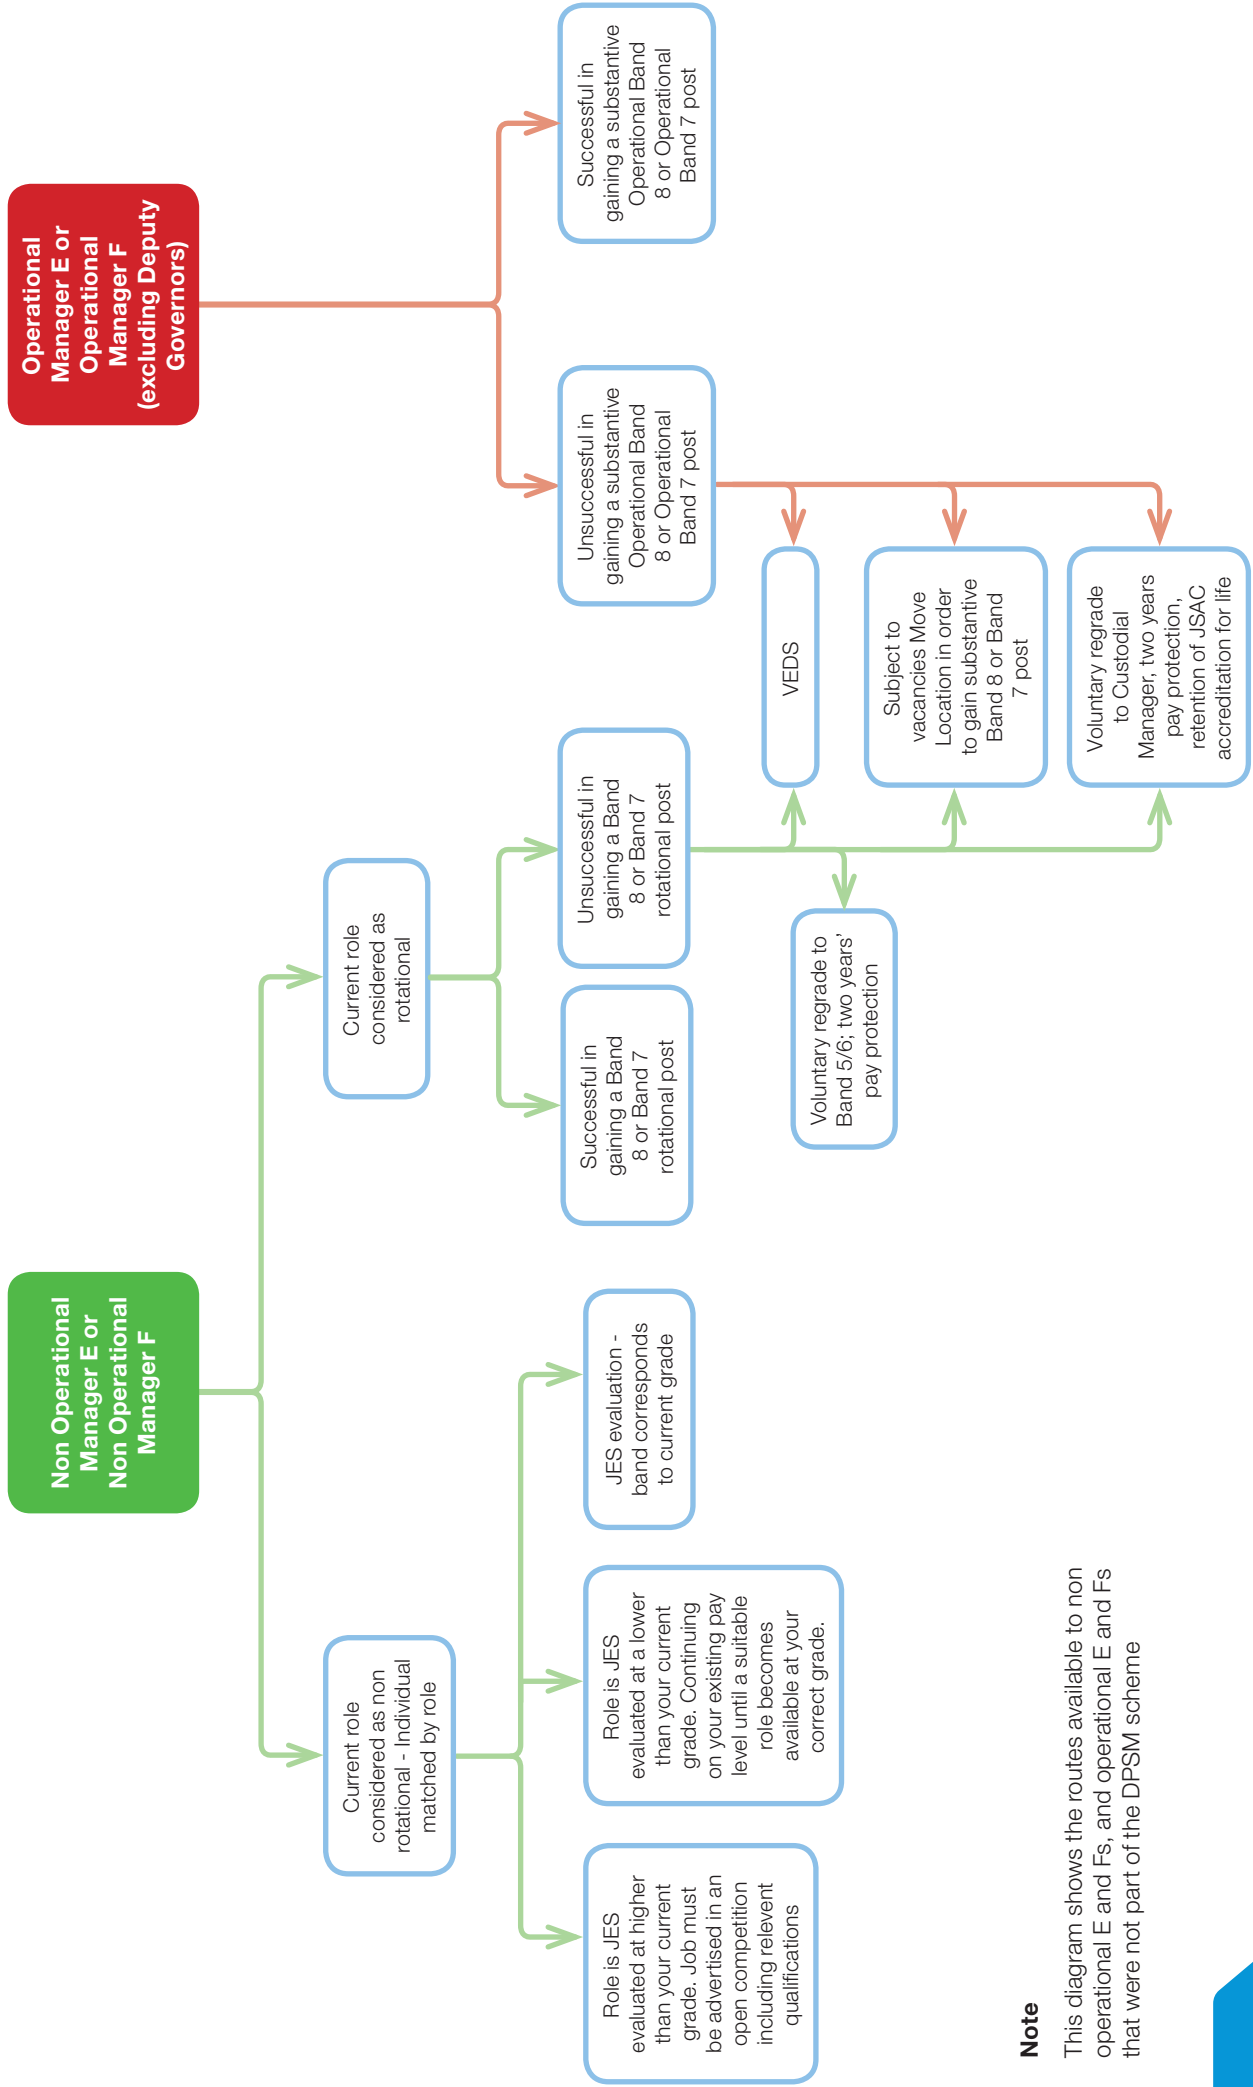 Non Operational
Manager E or
Non Operational
Manager F
Operational
Manager E or
Operational
Manager F
(excluding Deputy
Governors)
Current role
considered as non
rotational - Individual
matched by role
Current role
considered as
rotational
Role is JES
evaluated at higher
than your current
grade. Job must
be advertised in an
open competition
including relevent
qualifications
Role is JES
evaluated at a lower
than your current
grade. Continuing
on your existing pay
level until a suitable
role becomes
available at your
correct grade.
JES evaluation -
band corresponds
to current grade
Successful in
gaining a Band
8 or Band 7
rotational post
Unsuccessful in
gaining a Band
8 or Band 7
rotational post
Unsuccessful in
gaining a substantive
Operational Band
8 or Operational
Band 7 post
Successful in
gaining a substantive
Operational Band
8 or Operational
Band 7 post
Voluntary regrade to
Band 5/6; two years’
pay protection
VEDS
Subject to
vacancies Move
Location in order
to gain substantive
Band 8 or Band
7 post
Voluntary regrade
to Custodial
Manager, two years
pay protection,
retention of JSAC
accreditation for life
Note
This diagram shows the routes available to non
operational E and Fs, and operational E and Fs
that were not part of the DPSM scheme